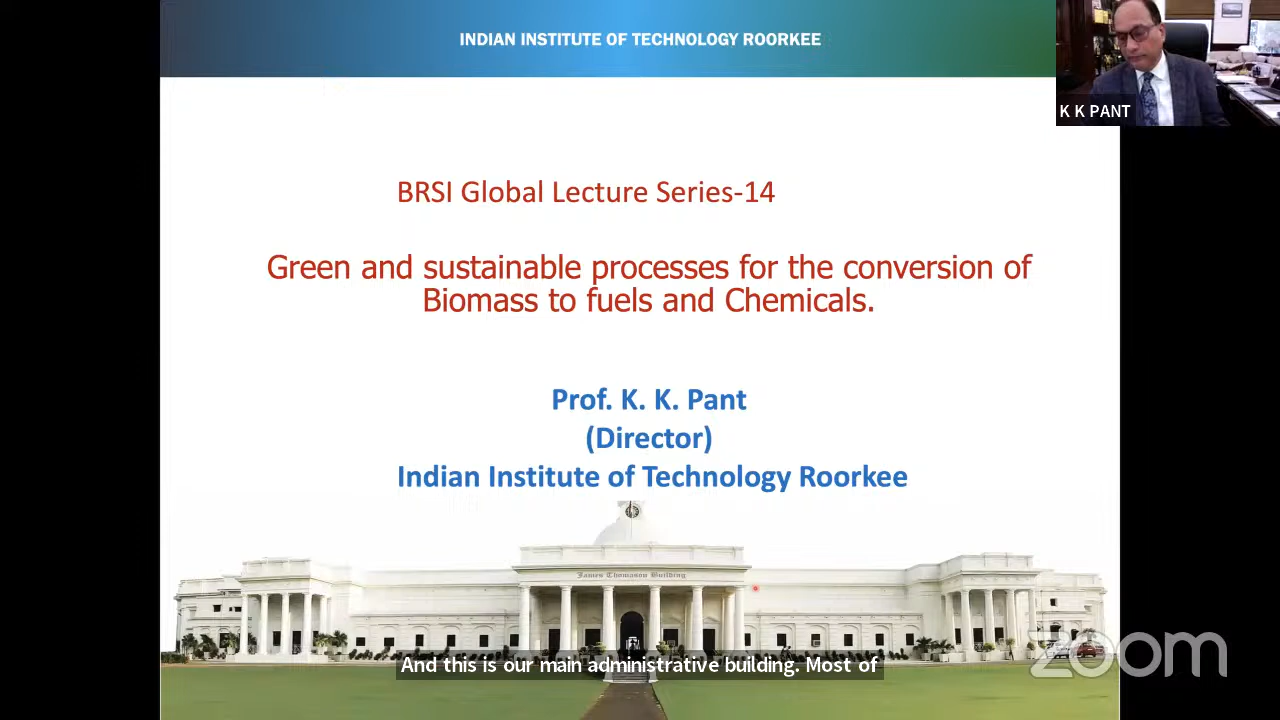 INDIAN INSTITUTE OF TECHNOLOGY ROORKEE
K K PANT
BRSI Global Lecture Series-14
Green and sustainable processes for the conversion of
Biomass to fuels and Chemicals.
Prof. K. K. Pant
(Director)
Indian Institute of Technology Roorkee
James Thomason Building
And this is our main administrative building. Most of
zoom